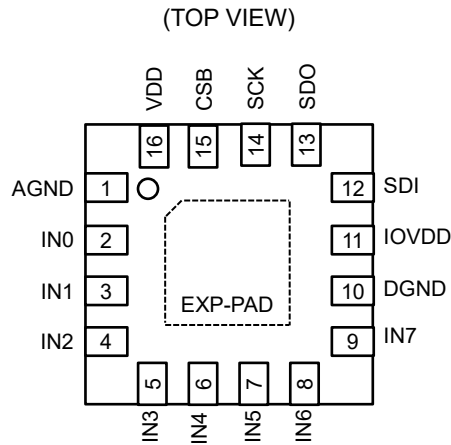 (TOP VIEW)
VDD
CSB
SCK
SDO
16
15
14
13
AGND 1
12 SDI
IN0 2
11 IOVDD
IN1 3
10 DGND
EXP-PAD
IN2 4
9 IN7
5
6
7
8
IN3
IN4
IN5
IN6